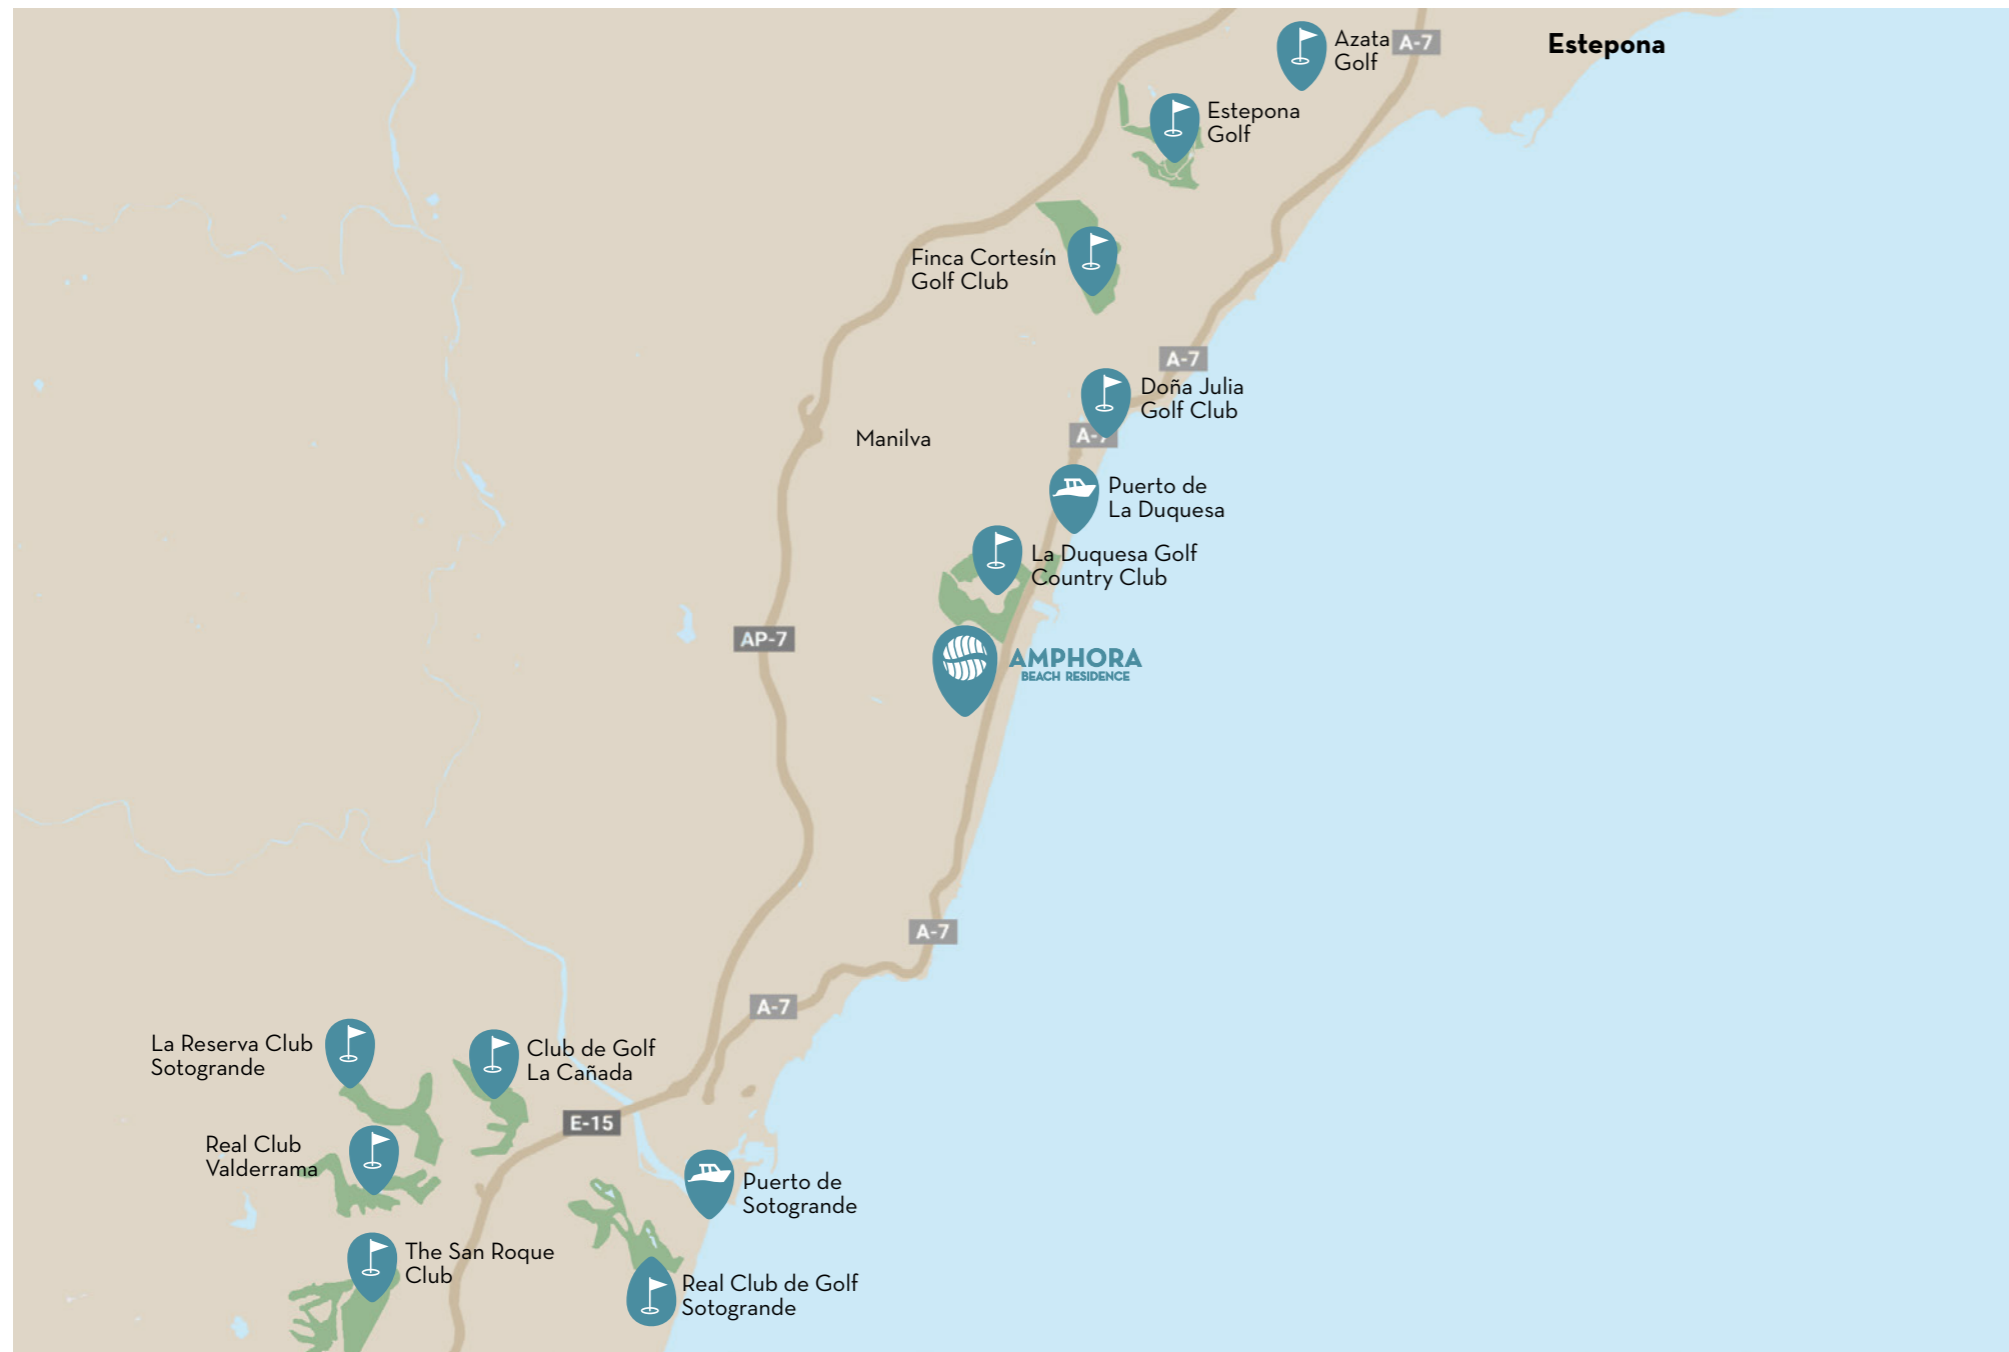 Azata
Golf
A-7
Estepona
Estepona
Golf
Finca Cortesín
Golf Club
A-7
Doña Julia
Golf Club
A-7
Manilva
Puerto de
La Duquesa
La Duquesa Golf
Country Club
AP-7
AMPHORA
BEACH RESIDENCE
A-7
A-7
La Reserva Club
Sotogrande
Club de Golf
La Cañada
E-15
Real Club
Valderrama
Puerto de
Sotogrande
The San Roque
Club
Real Club de Golf
Sotogrande